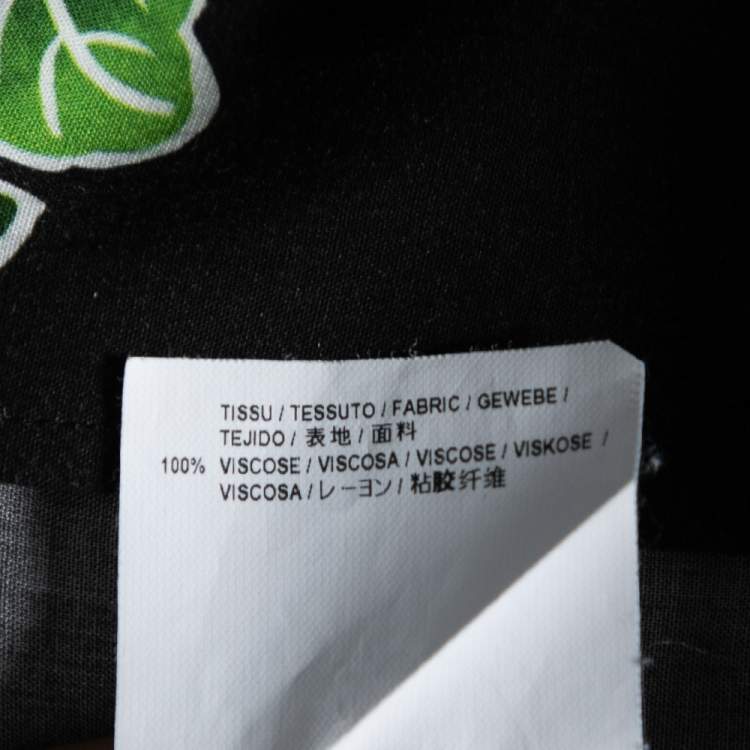 TISSU / TESSUTO / FABRIC / GEWEBE /
TEJIDO / 表地 / 面料
100% VISCOSE / VISCOSA / VISCOSE / VISKOSE /
VISCOSA / レーヨン / 粘胶纤维